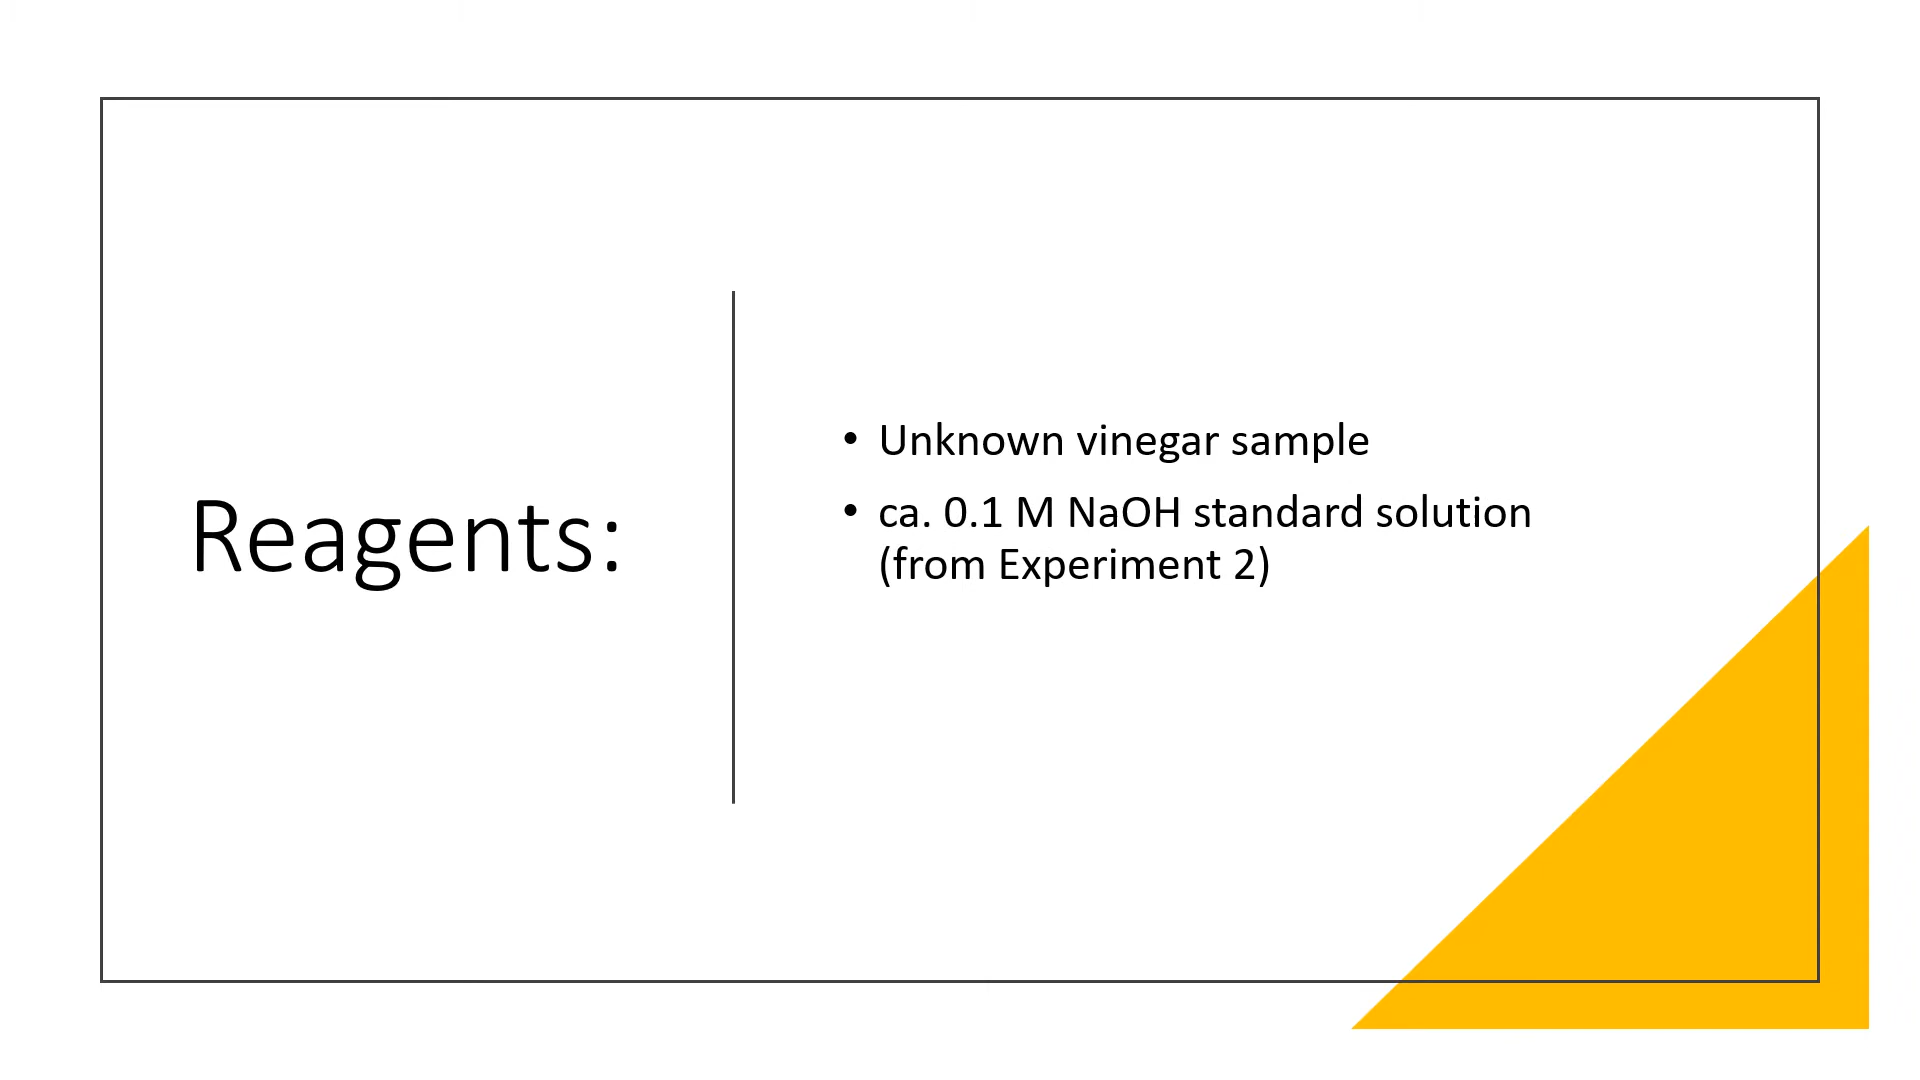 Reagents:
• Unknown vinegar sample
• ca. 0.1 M NaOH standard solution
(from Experiment 2)